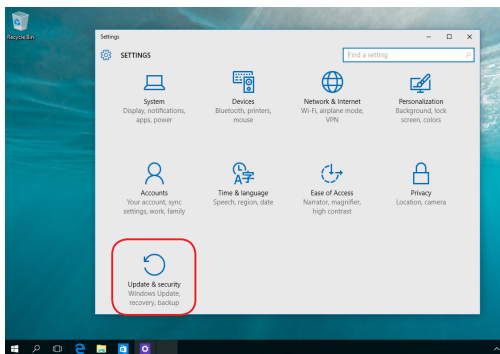 Recycle Bin
Settings
SETTINGS
Find a setting
System
Display, notifications,
apps, power
Devices
Bluetooth, printers,
mouse
Network & Internet
Wi-Fi, airplane mode,
VPN
Personalization
Background, lock
screen, colors
Accounts
Your account, sync
settings, work, family
Time & language
Speech, region, date
Ease of Access
Narrator, magnifier,
high contrast
Privacy
Location, camera
Update & security
Windows Update,
recovery, backup